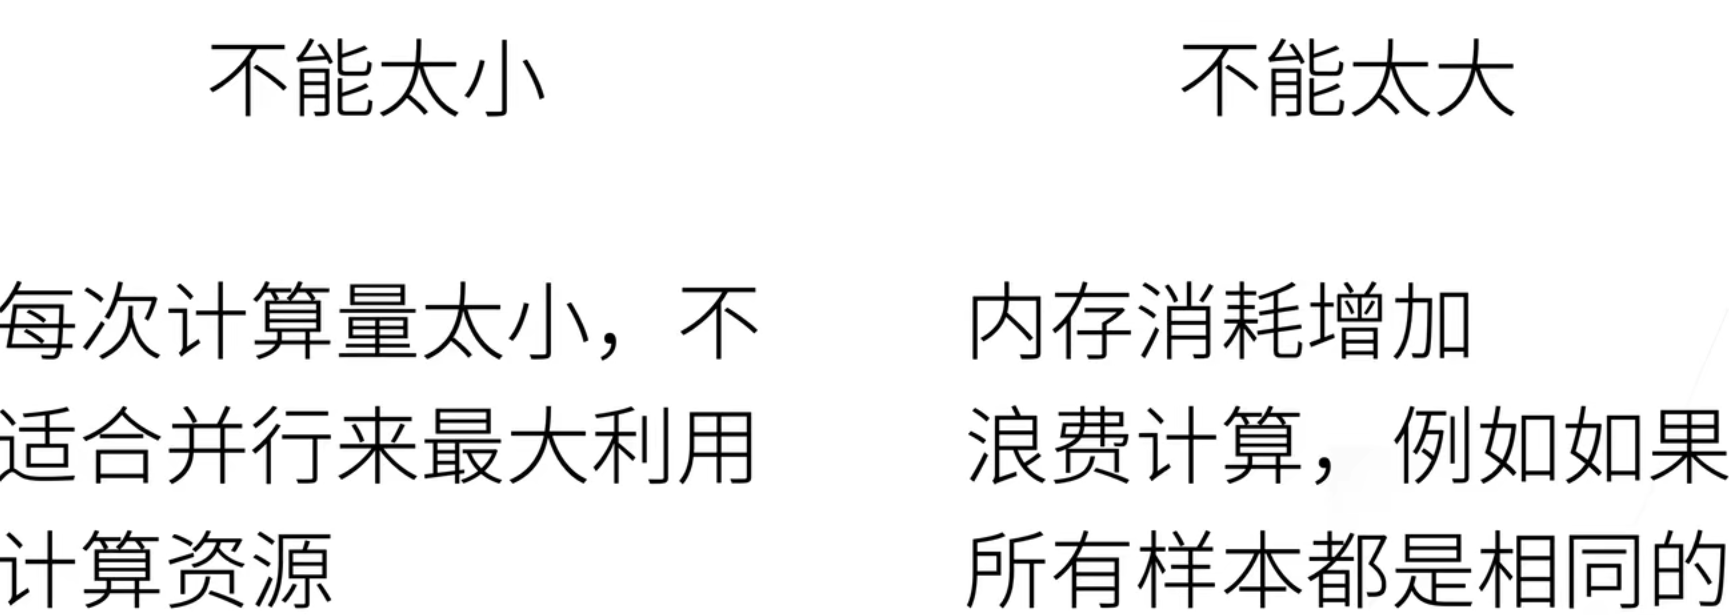 不能太小
每次计算量太小，不
适合并行来最大利用
计算资源
不能太大
内存消耗增加
浪费计算，例如如果
所有样本都是相同的